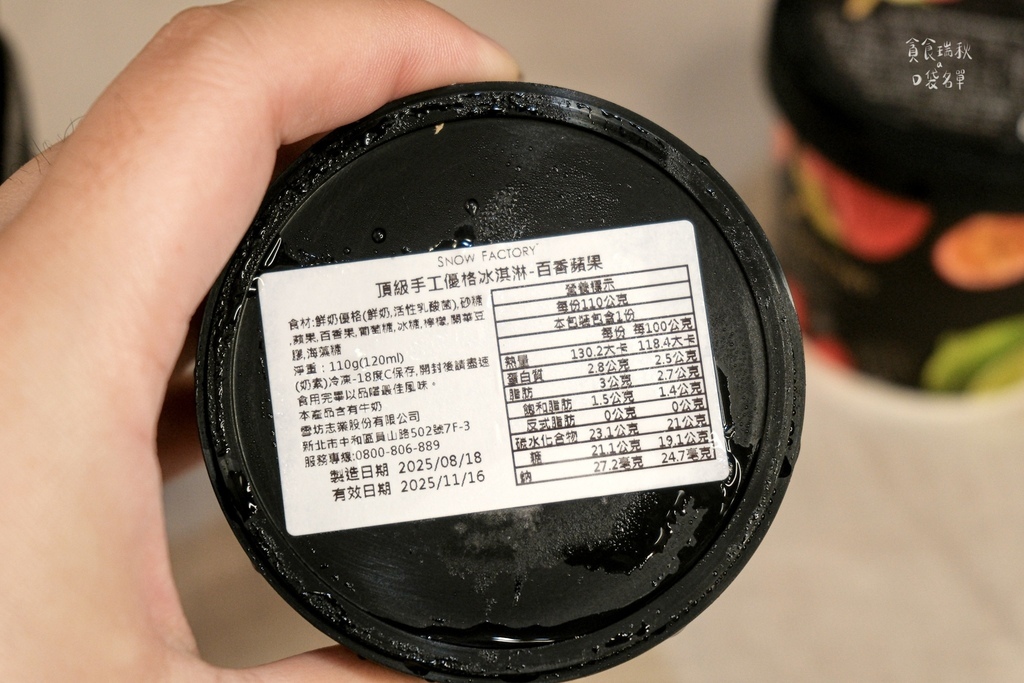 貪食瑞秋
a
口袋名單
SNOW FACTORY
頂級手工優格冰淇淋-百香蘋果
食材:鮮奶優格(鮮奶,活性乳酸菌),砂糖
,蘋果,百香果,葡萄糖,冰糖,檸檬,關華豆
膠,海藻糖
淨重：110g(120ml)
(奶素)冷凍-18度C保存,開封後請盡速
食用完畢以品嚐最佳風味。
本產品含有牛奶
雪坊志業股份有限公司
新北市中和區員山路502號7F-3
服務專線:0800-806-889
製造日期 2025/08/18
有效日期 2025/11/16
營養標示
每份110公克
本包裝包含1份
每份 每100公克
熱量 130.2大卡 118.4大卡
蛋白質 2.8公克 2.5公克
脂肪 3公克 2.7公克
飽和脂肪 1.5公克 1.4公克
反式脂肪 0公克 0公克
碳水化合物 23.1公克 21公克
糖 21.1公克 19.1公克
鈉 27.2毫克 24.7毫克